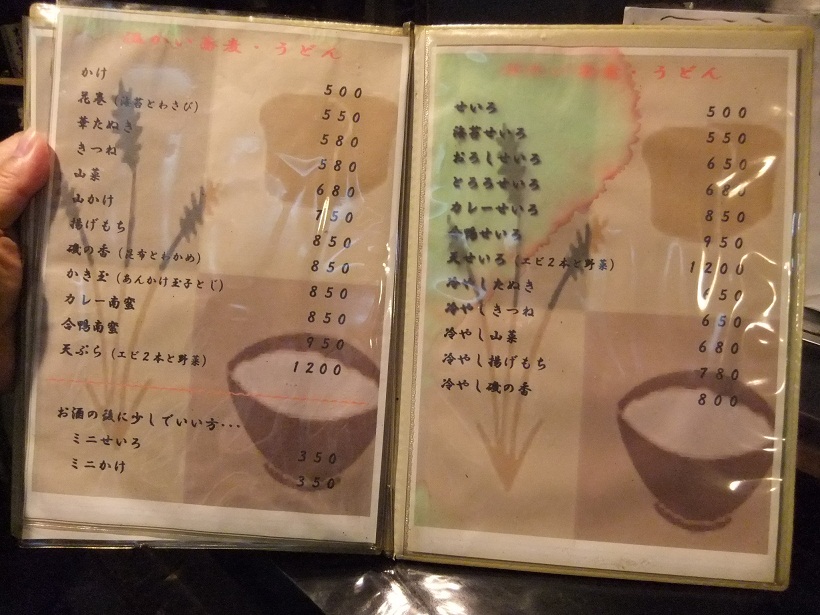 温かい蕎麦・うどん
かけ 500
花巻（海苔とわさび） 550
華たぬき 580
きつね 580
山菜 680
山かけ 750
揚げもち 850
磯の香（昆布とわかめ） 850
かき玉（あんかけ玉子とじ） 850
カレー南蛮 850
合鴨南蛮 950
天ぷら（エビ2本と野菜） 1200
お酒の後に少しでいい方・・・
ミニせいろ 350
ミニかけ 350
・うどん
せいろ 500
海苔せいろ 550
おろしせいろ 650
とろろせいろ 680
カレーせいろ 850
合鴨せいろ 950
天せいろ（エビ2本と野菜） 1200
冷やしたぬき 650
冷やしきつね 650
冷やし山菜 680
冷やし揚げもち 780
冷やし磯の香 800